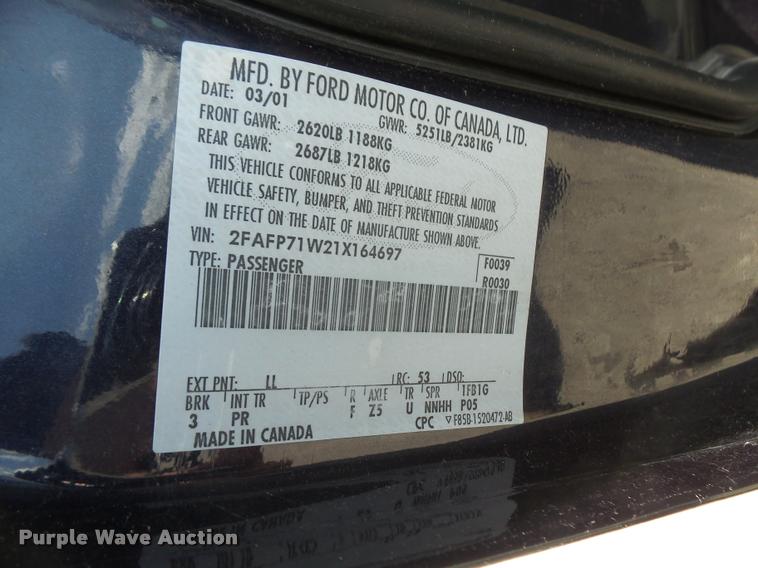 MFD. BY FORD MOTOR CO. OF CANADA, LTD.
DATE: 03/01 GVWR: 5251LB/2381KG
FRONT GAWR: 2620LB 1188KG
REAR GAWR: 2687LB 1218KG
THIS VEHICLE CONFORMS TO ALL APPLICABLE FEDERAL MOTOR
VEHICLE SAFETY, BUMPER, AND THEFT PREVENTION STANDARDS
IN EFFECT ON THE DATE OF MANUFACTURE SHOWN ABOVE.
VIN: 2FAFP71W21X164697
TYPE: PASSENGER F0039
R0030
EXT PNT: LL RC: 53 DSO:
BRK INT TR TP/PS R AXLE TR SPR 1FB1G
3 PR F Z5 U NNHH P05
MADE IN CANADA CPC ▽F85B-1520472-AB
Purple Wave Auction